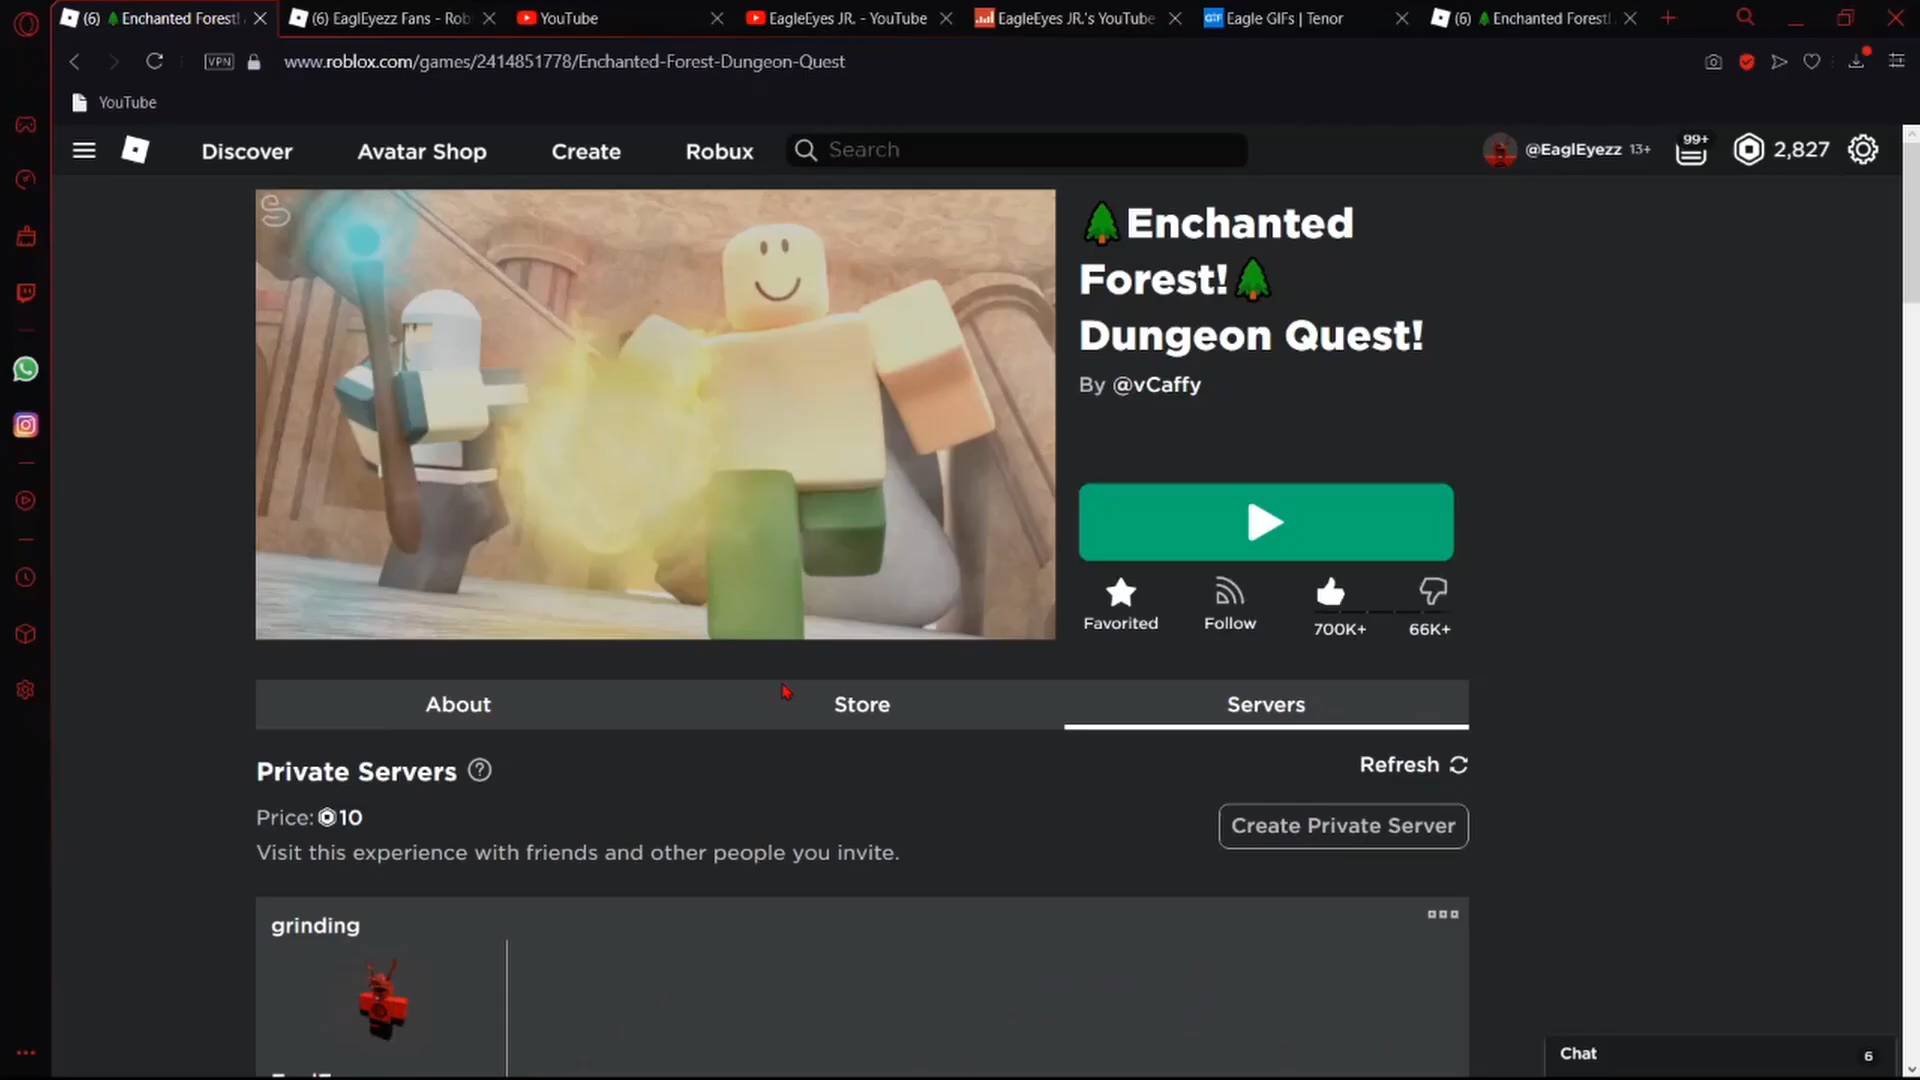 (6) 🌲Enchanted Forest!
(6) EaglEyezz Fans - Rob
YouTube
EagleEyes JR. - YouTube
EagleEyes JR.'s YouTube
GIF Eagle GIFs | Tenor
(6) 🌲Enchanted Forest!
VPN www.roblox.com/games/2414851778/Enchanted-Forest-Dungeon-Quest
YouTube
Discover Avatar Shop Create Robux Search @EaglEyezz 13+ 99+ 2,827
🌲Enchanted
Forest!🌲
Dungeon Quest!
By @vCaffy
Favorited Follow 700K+ 66K+
About Store Servers
Private Servers
Refresh
Price: 10
Create Private Server
Visit this experience with friends and other people you invite.
grinding
Chat 6